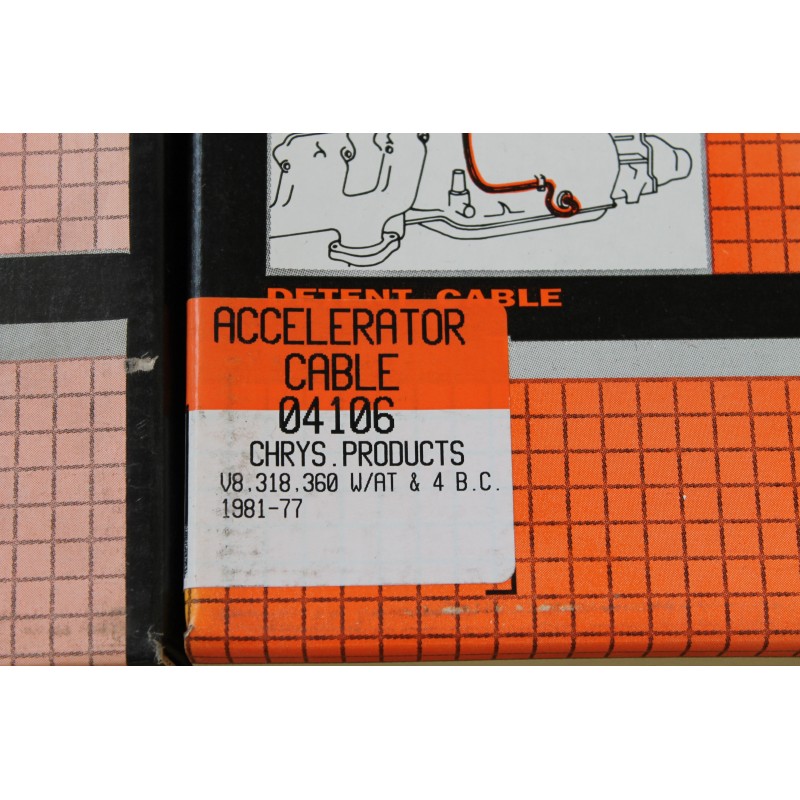 DETENT CABLE
ACCELERATOR
CABLE
04106
CHRYS.PRODUCTS
V8,318,360 W/AT & 4 B.C.
1981-77